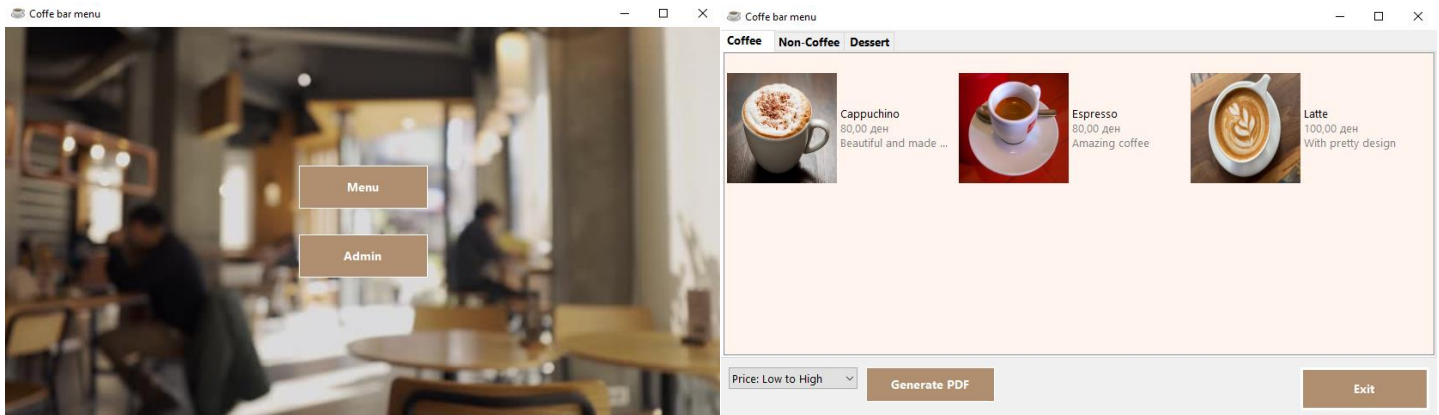 Coffe bar menu
Menu
Admin
Coffe bar menu
Coffee Non-Coffee Dessert
Cappuchino
80,00 ден
Beautiful and made ...
Espresso
80,00 ден
Amazing coffee
Latte
100,00 ден
With pretty design
Price: Low to High
Generate PDF
Exit